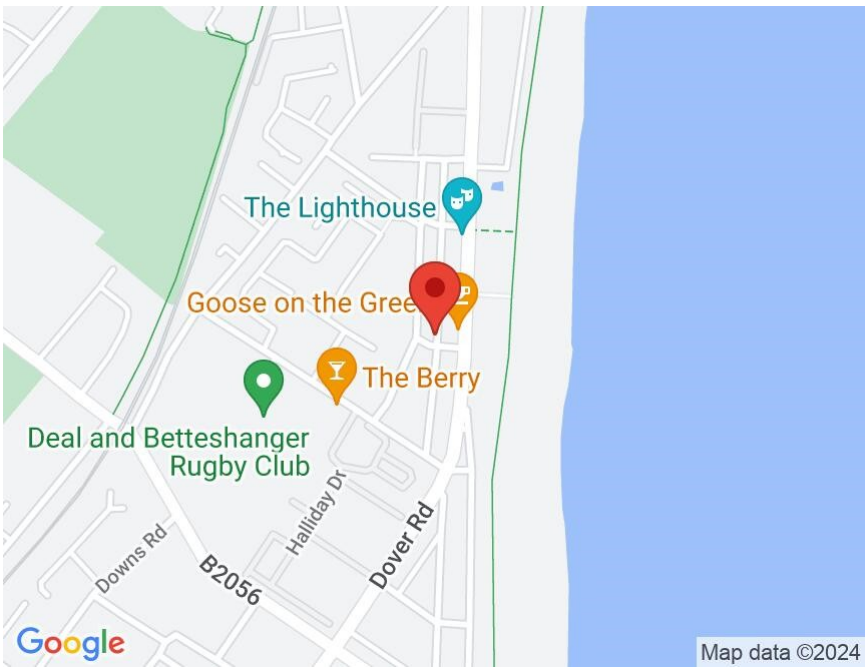 The Lighthouse
Goose on the Gree
The Berry
Deal and Betteshanger
Rugby Club
Halliday Dr
Dover Rd
Downs Rd
B2056
Google
Map data ©2024